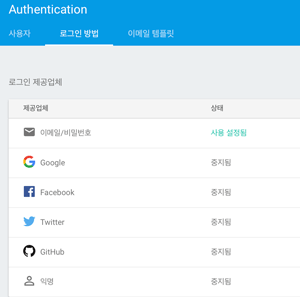 Authentication
사용자 로그인 방법 이메일 템플릿
로그인 제공업체
제공업체 상태
이메일/비밀번호 사용 설정됨
Google 중지됨
Facebook 중지됨
Twitter 중지됨
GitHub 중지됨
익명 중지됨